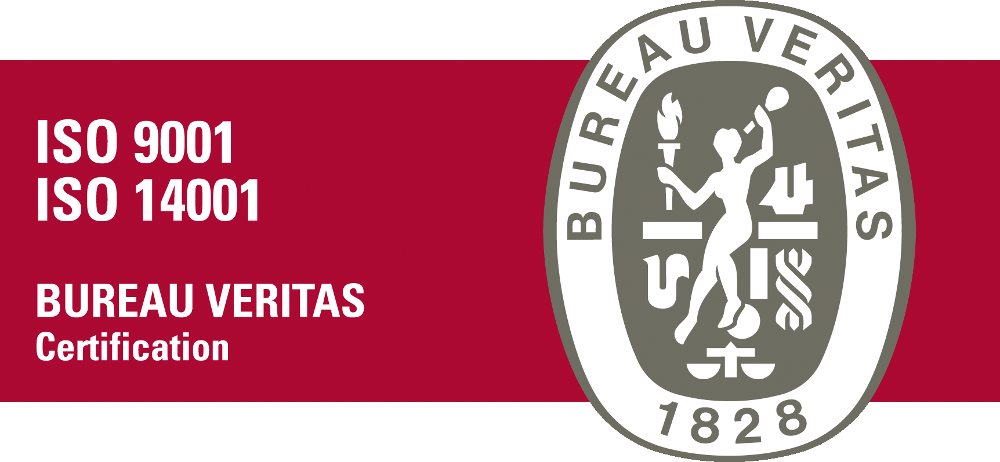 ISO 9001
ISO 14001
BUREAU VERITAS
Certification
BUREAU VERITAS
1828